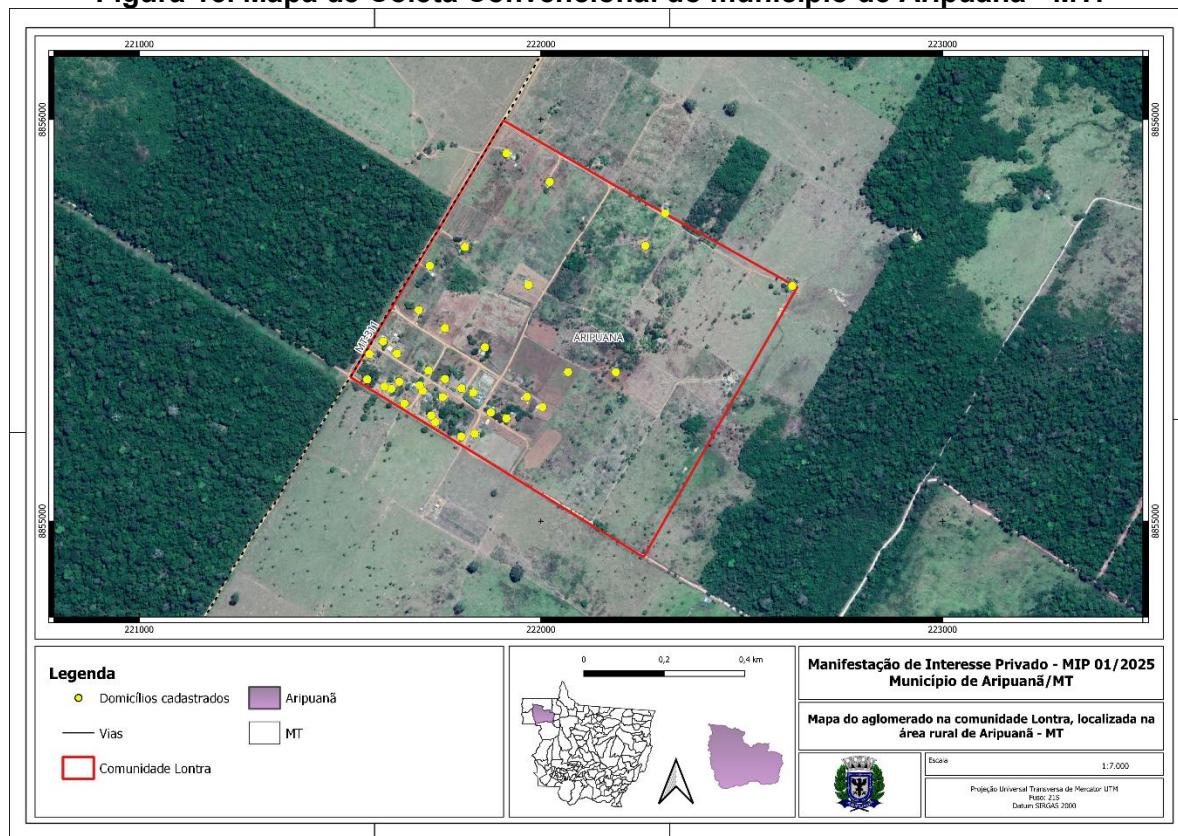 Figura 18. Mapa de Coleta Convencional do município de Aripuanã - MT.
221000
222000
223000
8856000
8856000
MT-311
ARIPUANA
8855000
8855000
221000
222000
223000
Legenda
Domicílios cadastrados
Aripuanã
Vias
MT
Comunidade Lontra
0
0,2
0,4 km
Manifestação de Interesse Privado - MIP 01/2025
Município de Aripuanã/MT
Mapa do aglomerado na comunidade Lontra, localizada na
área rural de Aripuanã - MT
Escala
1:7.000
Projeção Universal Transversa de Mercator UTM
Fuso: 21S
Datum SIRGAS 2000